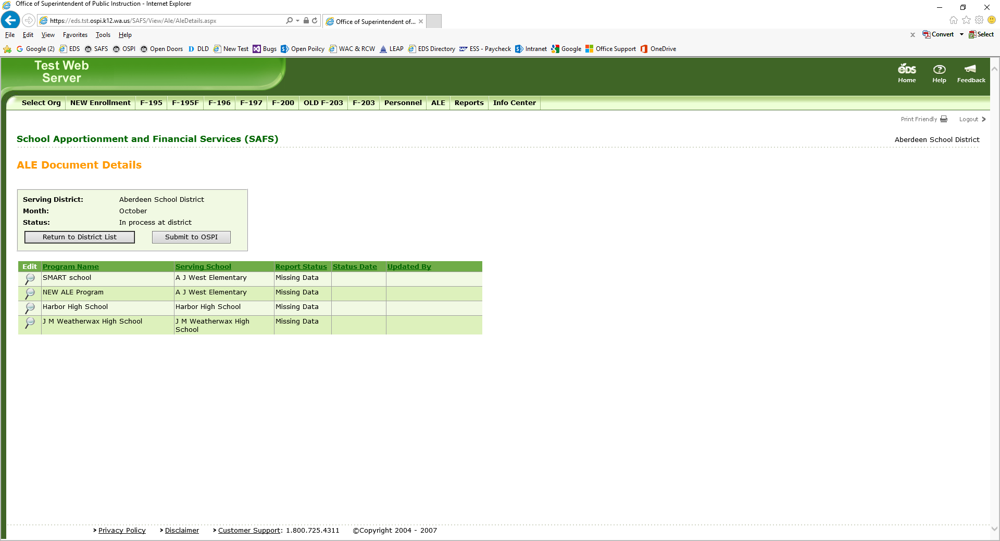 Office of Superintendent of Public Instruction - Internet Explorer
https://eds.tst.ospi.k12.wa.us/SAFS/View/Ale/AleDetails.aspx
Office of Superintendent of...
File Edit View Favorites Tools Help
x Convert Select
Google (2) EDS SAFS OSPI Open Doors DLD New Test Bugs Open Poilcy WAC & RCW LEAP EDS Directory ESS - Paycheck Intranet Google Office Support OneDrive
Test Web
Server
eDS
Home Help Feedback
Select Org NEW Enrollment F-195 F-195F F-196 F-197 F-200 OLD F-203 F-203 Personnel ALE Reports Info Center
Print Friendly Logout
School Apportionment and Financial Services (SAFS)
Aberdeen School District
ALE Document Details
Serving District: Aberdeen School District
Month: October
Status: In process at district
Return to District List Submit to OSPI
Edit Program Name Serving School Report Status Status Date Updated By
SMART school A J West Elementary Missing Data
NEW ALE Program A J West Elementary Missing Data
Harbor High School Harbor High School Missing Data
J M Weatherwax High School J M Weatherwax High Missing Data
School
Privacy Policy Disclaimer Customer Support: 1.800.725.4311 ©Copyright 2004 - 2007